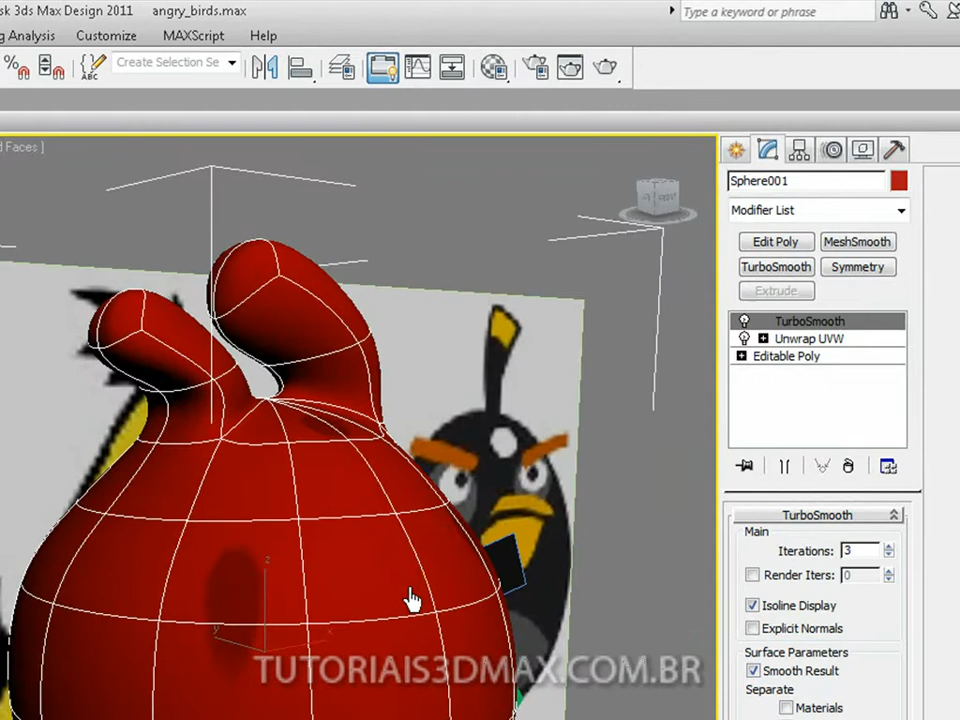 s 3ds Max Design 2011 angry_birds.max
Type a keyword or phrase
g Analysis Customize MAXScript Help
ABC
Create Selection Se
d Faces ]
FRONT
Sphere001
Modifier List
Edit Poly MeshSmooth
TurboSmooth Symmetry
Extrude
TurboSmooth
Unwrap UVW
Editable Poly
TurboSmooth
Main
Iterations: 3
Render Iters: 0
Isoline Display
Explicit Normals
Surface Parameters
Smooth Result
Separate
Materials
z
y
x
TUTORIAIS3DMAX.COM.BR